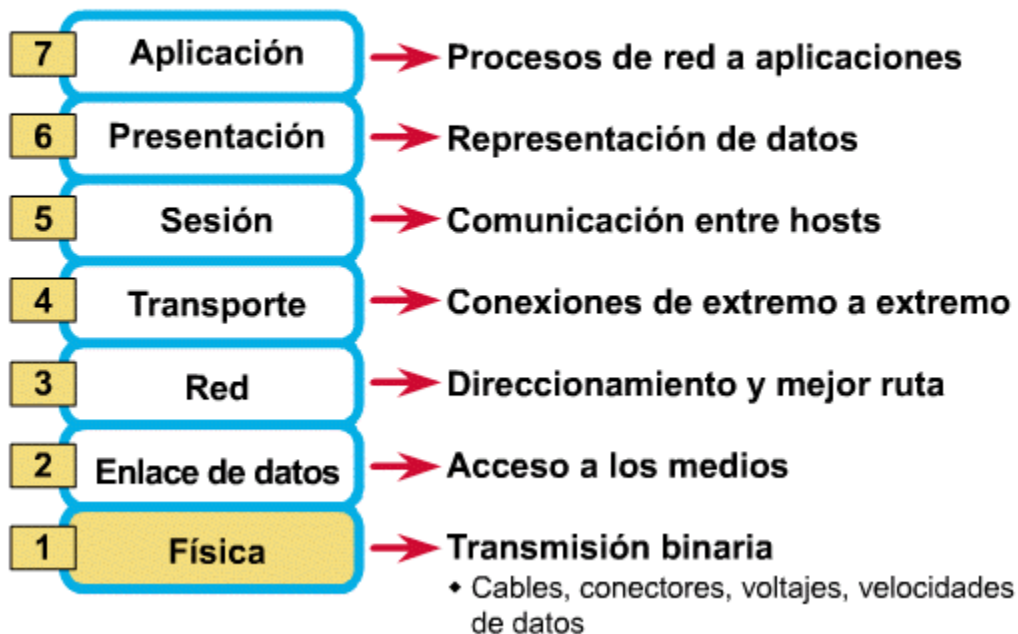 7 Aplicación Procesos de red a aplicaciones
6 Presentación Representación de datos
5 Sesión Comunicación entre hosts
4 Transporte Conexiones de extremo a extremo
3 Red Direccionamiento y mejor ruta
2 Enlace de datos Acceso a los medios
1 Física Transmisión binaria
• Cables, conectores, voltajes, velocidades
de datos